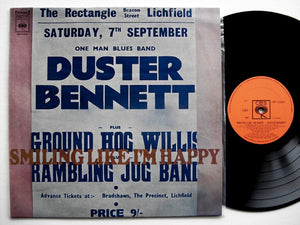 The Rectangle Beacon Street Lichfield
SATURDAY, 7th SEPTEMBER
ONE MAN BLUES BAND
DUSTER
BENNETT
PLUS
GROUND HOG WILLIS
SMILING LIKE I'M HAPPY
RAMBLING JUG BAND
Advance Tickets at:- Bradshaws, The Precinct, Lichfield
PRICE 9/-
CBS